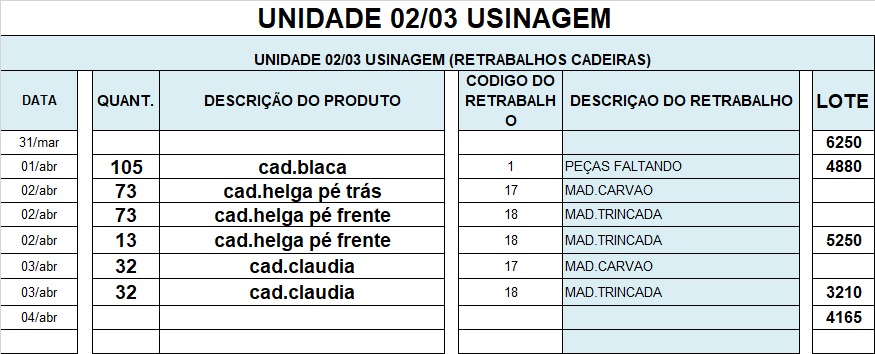 UNIDADE 02/03 USINAGEM
UNIDADE 02/03 USINAGEM (RETRABALHOS CADEIRAS)
DATA QUANT. DESCRIÇÃO DO PRODUTO CODIGO DO RETRABALH O DESCRIÇAO DO RETRABALHO LOTE
31/mar 6250
01/abr 105 cad.blaca 1 PEÇAS FALTANDO 4880
02/abr 73 cad.helga pé trás 17 MAD.CARVAO
02/abr 73 cad.helga pé frente 18 MAD.TRINCADA
02/abr 13 cad.helga pé frente 18 MAD.TRINCADA 5250
03/abr 32 cad.claudia 17 MAD.CARVAO
03/abr 32 cad.claudia 18 MAD.TRINCADA 3210
04/abr 4165